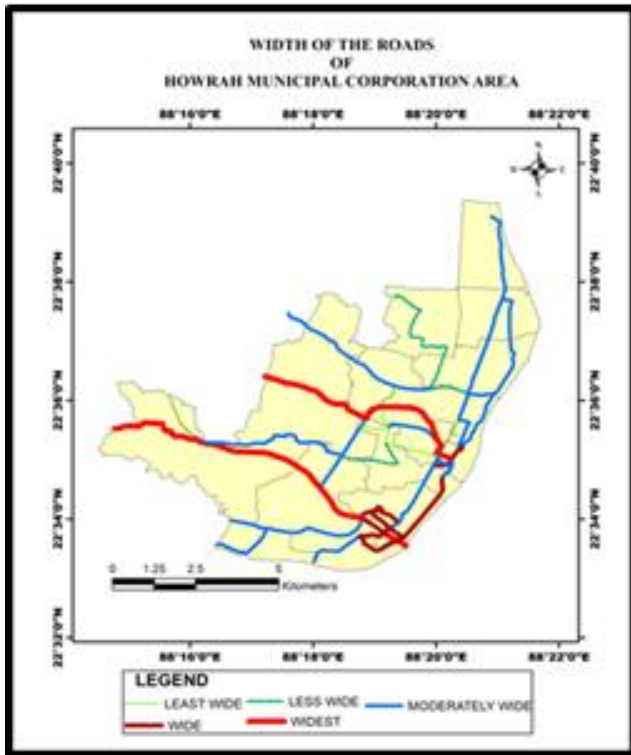 WIDTH OF THE ROADS
OF
HOWRAH MUNICIPAL CORPORATION AREA
88°16'0"E 88°18'0"E 88°20'0"E 88°22'0"E
N
W E
S
22°40'0"N 22°40'0"N
22°38'0"N 22°38'0"N
22°36'0"N 22°36'0"N
22°34'0"N 22°34'0"N
0 1.25 2.5 5
Kilometers
22°32'0"N 22°32'0"N
88°16'0"E 88°18'0"E 88°20'0"E 88°22'0"E
LEGEND
LEAST WIDE LESS WIDE MODERATELY WIDE
WIDE WIDEST